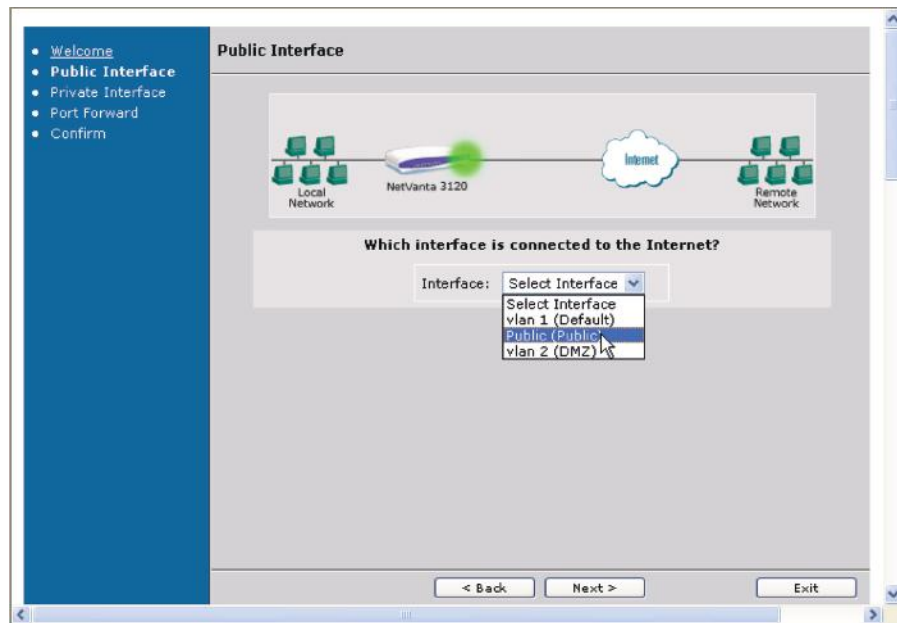 Welcome
Public Interface
Private Interface
Port Forward
Confirm
Public Interface
Local
Network
NetVanta 3120
Internet
Remote
Network
Which interface is connected to the Internet?
Interface: Select Interface
Select Interface
vlan 1 (Default)
Public (Public)
vlan 2 (DMZ)
< Back
Next >
Exit